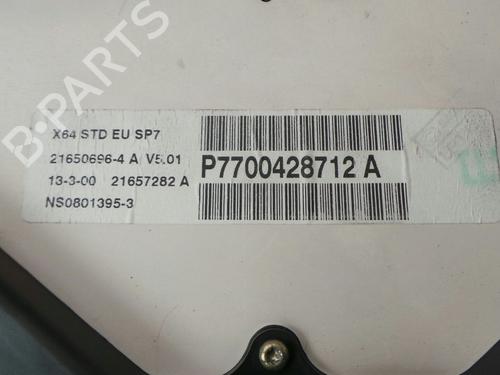 X64 STD EU SP7
21650696-4 A V5.01
13-3-00 21657282 A
NS0801395-3
P7700428712 A
B-PARTS